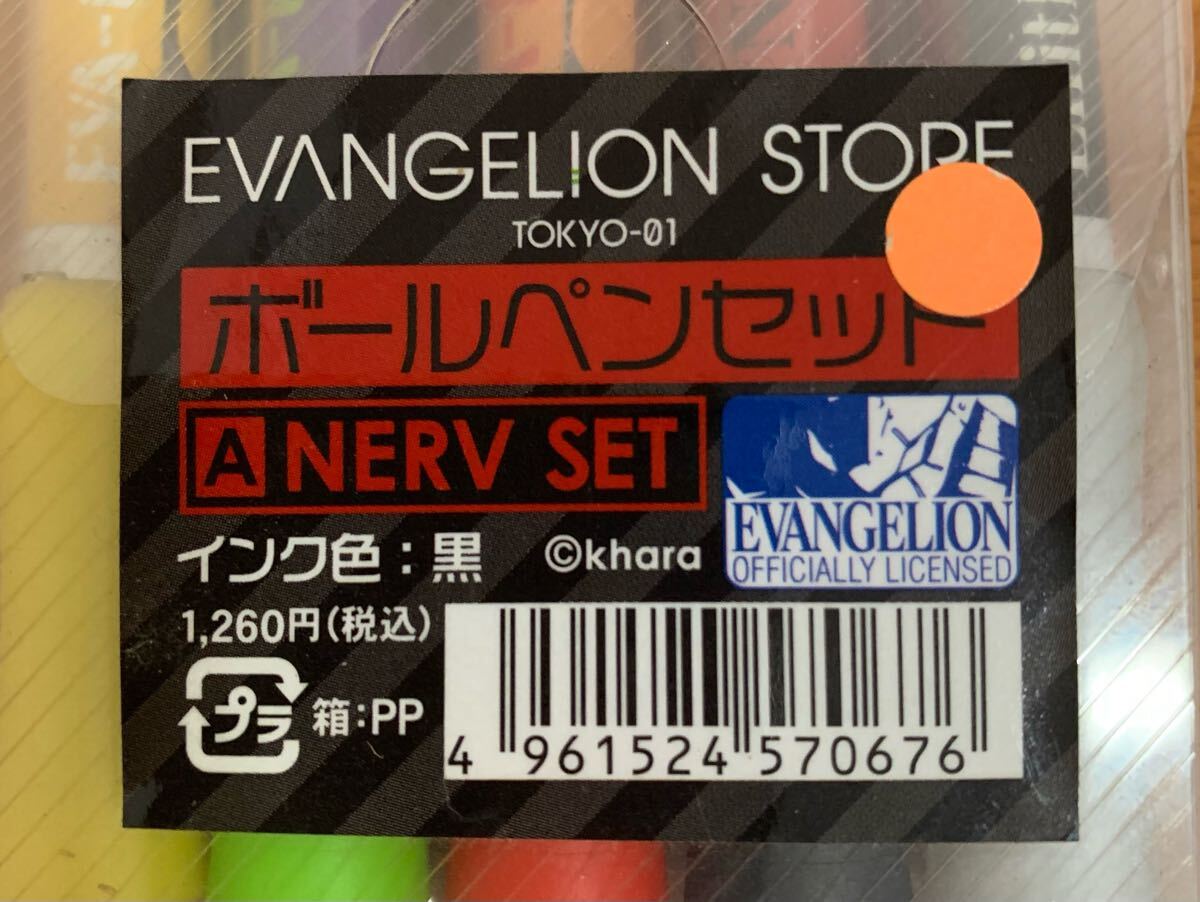 EVA-
EVANGELION STORE
TOKYO-01
ボールペンセット
A NERV SET
インク色：黒 ©khara
EVANGELION
OFFICIALLY LICENSED
1,260円(税込)
プラ 箱：PP
4 961524 570676